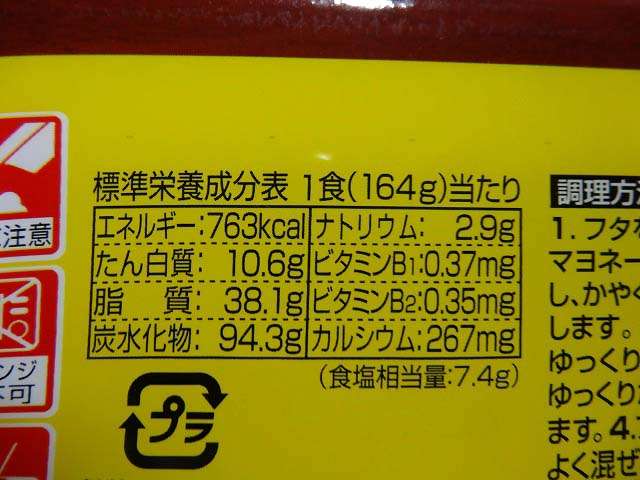 標準栄養成分表 1食(164g)当たり
エネルギー:763kcal ナトリウム: 2.9g
たん白質: 10.6g ビタミンB1:0.37mg
脂 質: 38.1g ビタミンB2:0.35mg
炭水化物: 94.3g カルシウム:267mg
(食塩相当量:7.4g)
プラ
注意
ンジ
不可
調理方
1. フタ
マヨネー
し、かやく
します。
ゆっくり
ゆっくり
ます。4.
よく混ぜ